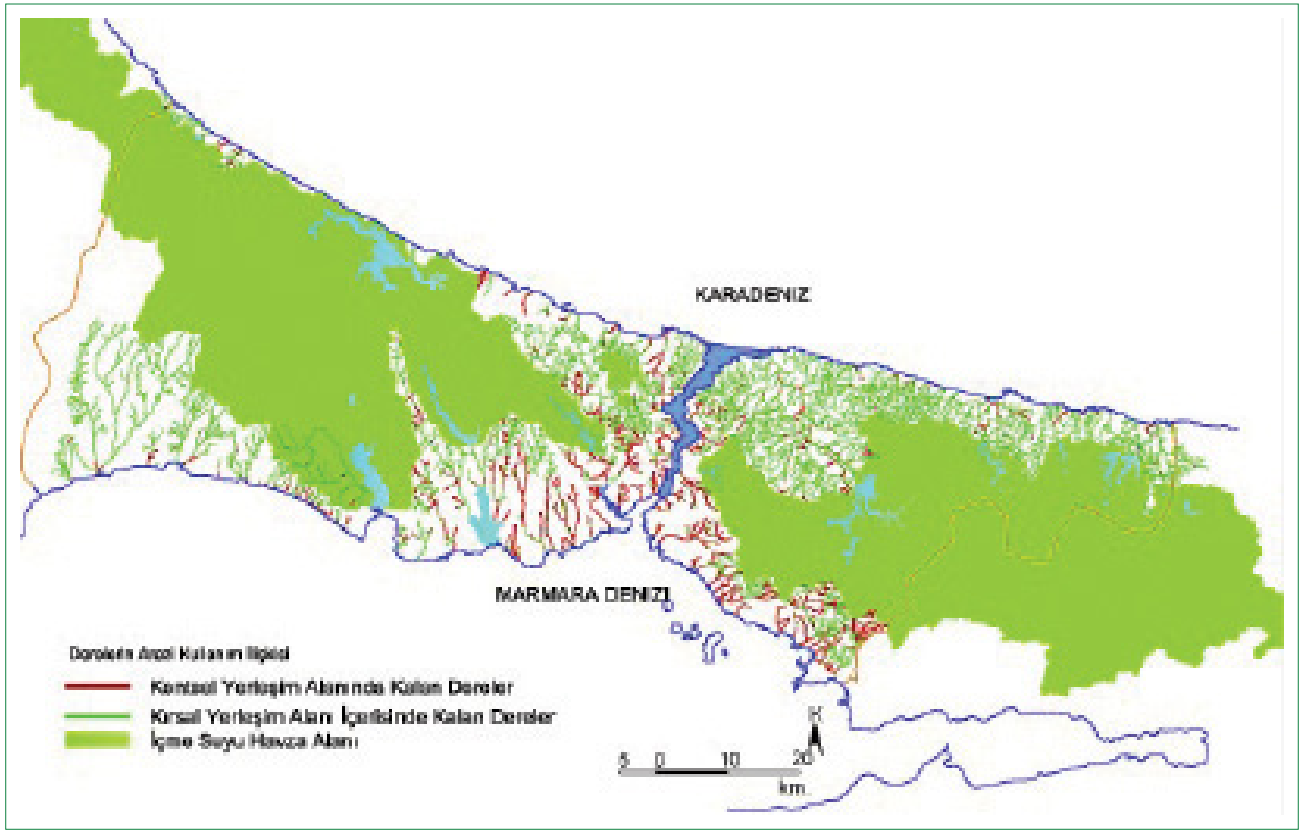 KARADENİZ
MARMARA DENİZİ
Derelerin Arazi Kullanım İlişkisi
Kentsel Yerleşim Alanında Kalan Dereler
Kırsal Yerleşim Alanı İçerisinde Kalan Dereler
İçme Suyu Havza Alanı
K
5 0 10 20
km.